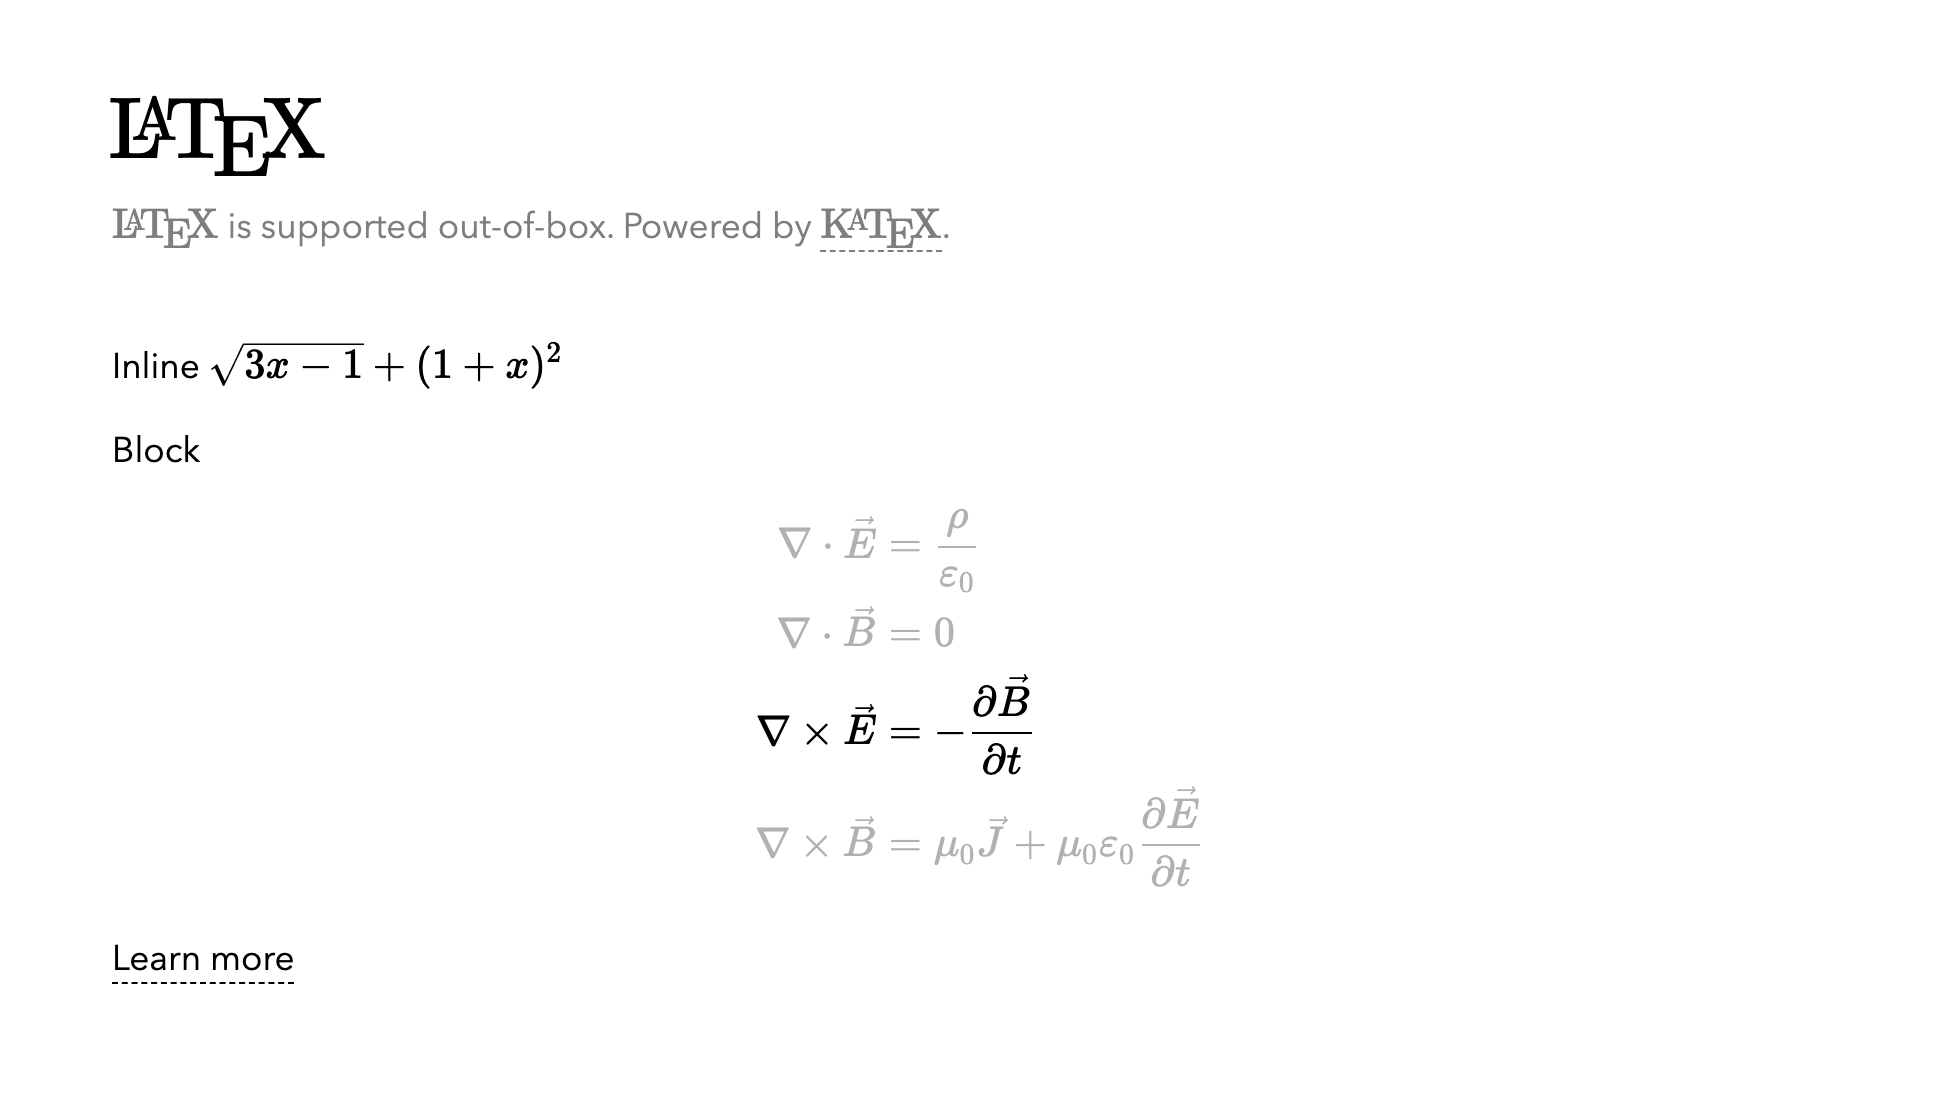 LATEX
LATEX is supported out-of-box. Powered by KATEX.
Inline √(3x − 1) + (1 + x)²
Block
∇ · E⃗ = ρ/ε₀
∇ · B⃗ = 0
∇ × E⃗ = −∂B⃗/∂t
∇ × B⃗ = μ₀J⃗ + μ₀ε₀ ∂E⃗/∂t
Learn more